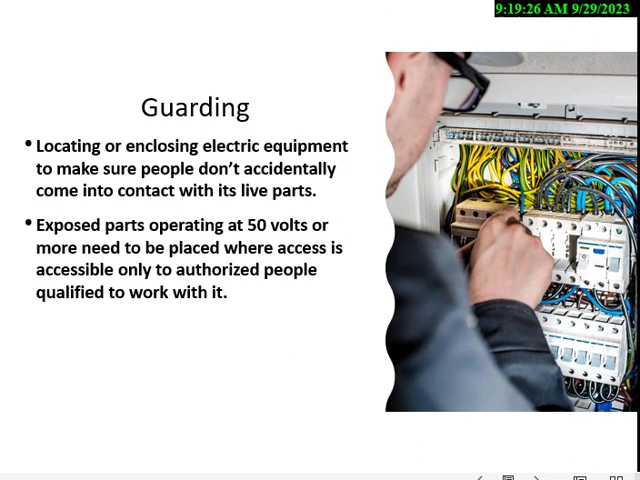 9:19:26 AM 9/29/2023
Guarding
• Locating or enclosing electric equipment
to make sure people don’t accidentally
come into contact with its live parts.
• Exposed parts operating at 50 volts or
more need to be placed where access is
accessible only to authorized people
qualified to work with it.